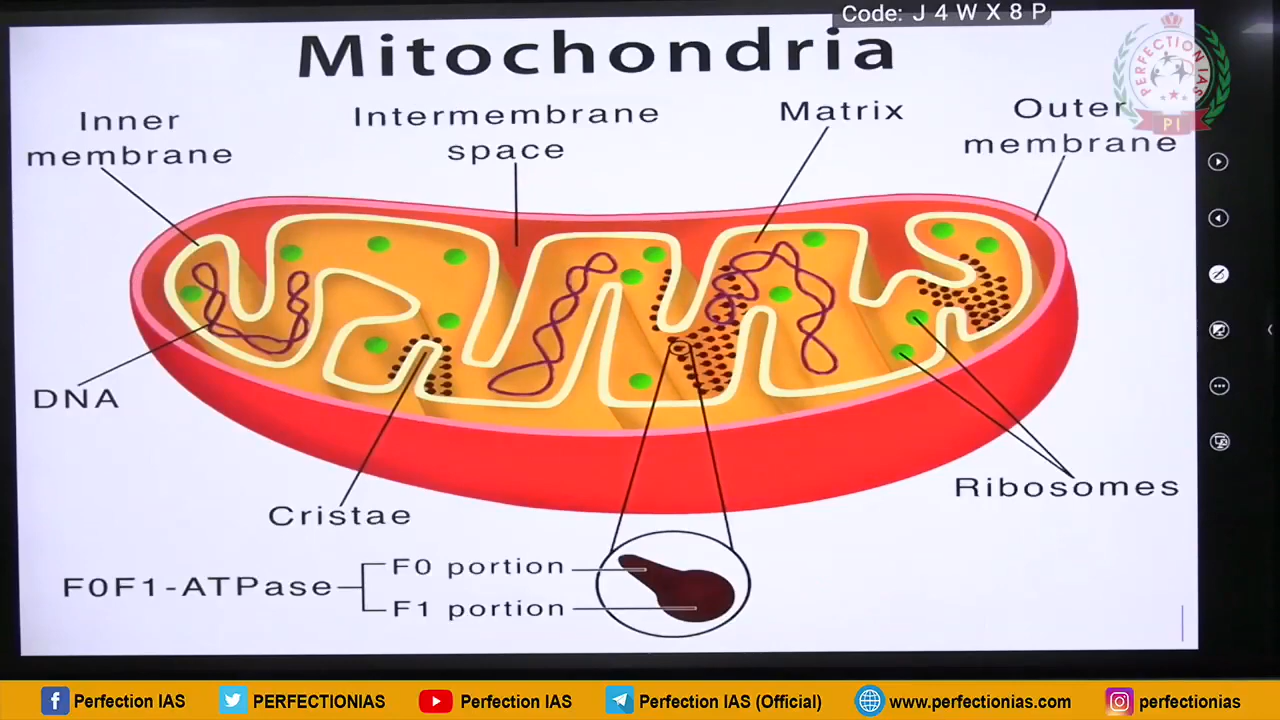 Code: J 4 W X 8 P
Mitochondria
PERFECTION IAS
PI
Inner
membrane
Intermembrane
space
Matrix
Outer
membrane
DNA
Cristae
Ribosomes
F0F1-ATPase
F0 portion
F1 portion
Perfection IAS
PERFECTIONIAS
Perfection IAS
Perfection IAS (Official)
www.perfectionias.com
perfectionias